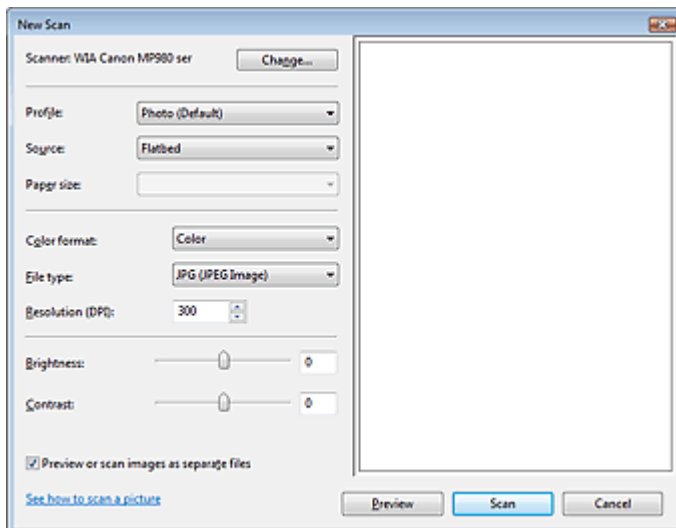 New Scan
Scanner: WIA Canon MP980 ser
Change...
Profile:
Photo (Default)
Source:
Flatbed
Paper size:
Color format:
Color
File type:
JPG (JPEG Image)
Resolution (DPI):
300
Brightness:
0
Contrast:
0
Preview or scan images as separate files
See how to scan a picture
Preview
Scan
Cancel